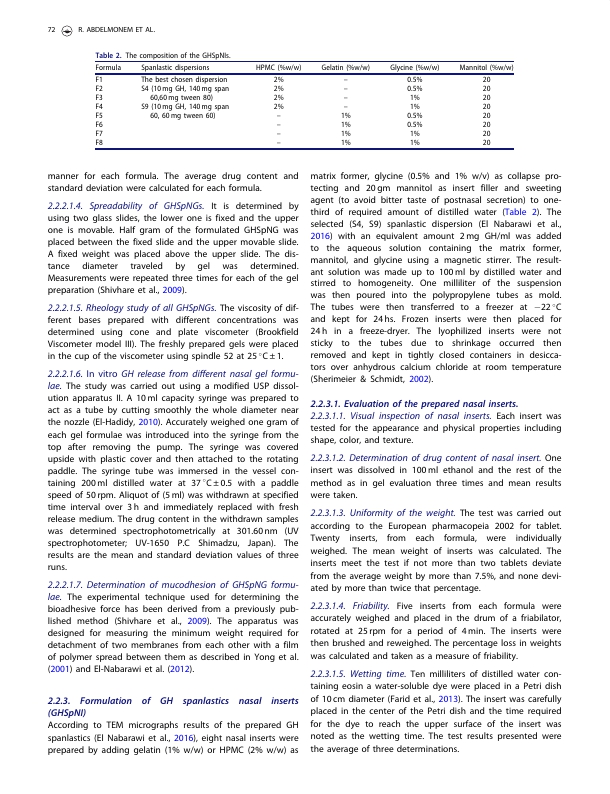 72 R. ABDELMONEM ET AL.
Table 2. The composition of the GHSpNIs.
Formula Spanlastic dispersions HPMC (%w/w) Gelatin (%w/w) Glycine (%w/w) Mannitol (%w/w)
F1 The best chosen dispersion 2% – 0.5% 20
F2 S4 (10 mg GH, 140 mg span 2% – 0.5% 20
F3 60,60 mg tween 80) 2% – 1% 20
F4 S9 (10 mg GH, 140 mg span 2% – 1% 20
F5 60, 60 mg tween 60) – 1% 0.5% 20
F6 – 1% 0.5% 20
F7 – 1% 1% 20
F8 – 1% 1% 20
manner for each formula. The average drug content and
standard deviation were calculated for each formula.
2.2.2.1.4. Spreadability of GHSpNGs. It is determined by
using two glass slides, the lower one is fixed and the upper
one is movable. Half gram of the formulated GHSpNG was
placed between the fixed slide and the upper movable slide.
A fixed weight was placed above the upper slide. The dis-
tance diameter traveled by gel was determined.
Measurements were repeated three times for each of the gel
preparation (Shivhare et al., 2009).
2.2.2.1.5. Rheology study of all GHSpNGs. The viscosity of dif-
ferent bases prepared with different concentrations was
determined using cone and plate viscometer (Brookfield
Viscometer model III). The freshly prepared gels were placed
in the cup of the viscometer using spindle 52 at 25 °C ± 1.
2.2.2.1.6. In vitro GH release from different nasal gel formu-
lae. The study was carried out using a modified USP dissol-
ution apparatus II. A 10 ml capacity syringe was prepared to
act as a tube by cutting smoothly the whole diameter near
the nozzle (El-Hadidy, 2010). Accurately weighed one gram of
each gel formulae was introduced into the syringe from the
top after removing the pump. The syringe was covered
upside with plastic cover and then attached to the rotating
paddle. The syringe tube was immersed in the vessel con-
taining 200 ml distilled water at 37 °C ± 0.5 with a paddle
speed of 50 rpm. Aliquot of (5 ml) was withdrawn at specified
time interval over 3 h and immediately replaced with fresh
release medium. The drug content in the withdrawn samples
was determined spectrophotometrically at 301.60 nm (UV
spectrophotometer; UV-1650 P.C Shimadzu, Japan). The
results are the mean and standard deviation values of three
runs.
2.2.2.1.7. Determination of mucodhesion of GHSpNG formu-
lae. The experimental technique used for determining the
bioadhesive force has been derived from a previously pub-
lished method (Shivhare et al., 2009). The apparatus was
designed for measuring the minimum weight required for
detachment of two membranes from each other with a film
of polymer spread between them as described in Yong et al.
(2001) and El-Nabarawi et al. (2012).
2.2.3. Formulation of GH spanlastics nasal inserts
(GHSpNI)
According to TEM micrographs results of the prepared GH
spanlastics (El Nabarawi et al., 2016), eight nasal inserts were
prepared by adding gelatin (1% w/w) or HPMC (2% w/w) as
matrix former, glycine (0.5% and 1% w/v) as collapse pro-
tecting and 20 gm mannitol as insert filler and sweeting
agent (to avoid bitter taste of postnasal secretion) to one-
third of required amount of distilled water (Table 2). The
selected (S4, S9) spanlastic dispersion (El Nabarawi et al.,
2016) with an equivalent amount 2 mg GH/ml was added
to the aqueous solution containing the matrix former,
mannitol, and glycine using a magnetic stirrer. The result-
ant solution was made up to 100 ml by distilled water and
stirred to homogeneity. One milliliter of the suspension
was then poured into the polypropylene tubes as mold.
The tubes were then transferred to a freezer at −22 °C
and kept for 24 hs. Frozen inserts were then placed for
24 h in a freeze-dryer. The lyophilized inserts were not
sticky to the tubes due to shrinkage occurred then
removed and kept in tightly closed containers in desicca-
tors over anhydrous calcium chloride at room temperature
(Sherimeier & Schmidt, 2002).
2.2.3.1. Evaluation of the prepared nasal inserts.
2.2.3.1.1. Visual inspection of nasal inserts. Each insert was
tested for the appearance and physical properties including
shape, color, and texture.
2.2.3.1.2. Determination of drug content of nasal insert. One
insert was dissolved in 100 ml ethanol and the rest of the
method as in gel evaluation three times and mean results
were taken.
2.2.3.1.3. Uniformity of the weight. The test was carried out
according to the European pharmacopeia 2002 for tablet.
Twenty inserts, from each formula, were individually
weighed. The mean weight of inserts was calculated. The
inserts meet the test if not more than two tablets deviate
from the average weight by more than 7.5%, and none devi-
ated by more than twice that percentage.
2.2.3.1.4. Friability. Five inserts from each formula were
accurately weighed and placed in the drum of a friabilator,
rotated at 25 rpm for a period of 4 min. The inserts were
then brushed and reweighed. The percentage loss in weights
was calculated and taken as a measure of friability.
2.2.3.1.5. Wetting time. Ten milliliters of distilled water con-
taining eosin a water-soluble dye were placed in a Petri dish
of 10 cm diameter (Farid et al., 2013). The insert was carefully
placed in the center of the Petri dish and the time required
for the dye to reach the upper surface of the insert was
noted as the wetting time. The test results presented were
the average of three determinations.